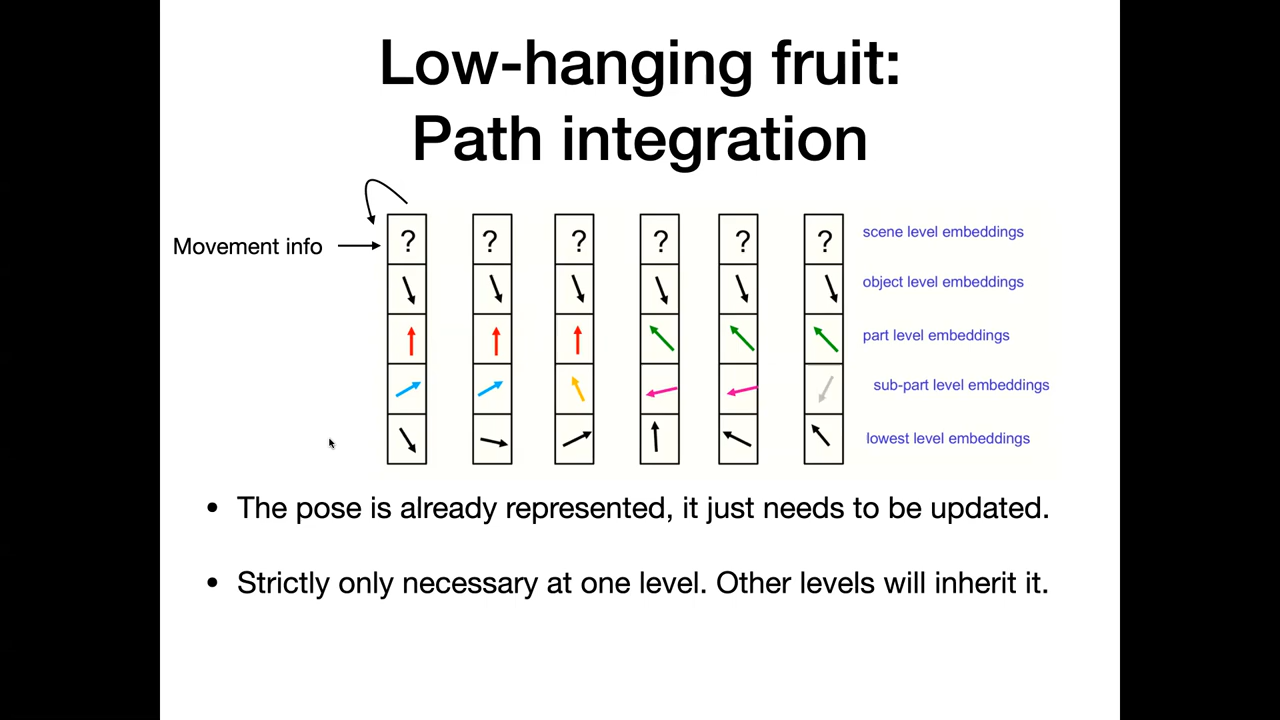 Low-hanging fruit:
Path integration
Movement info
? ? ? ? ? ?
scene level embeddings
object level embeddings
part level embeddings
sub-part level embeddings
lowest level embeddings
• The pose is already represented, it just needs to be updated.
• Strictly only necessary at one level. Other levels will inherit it.